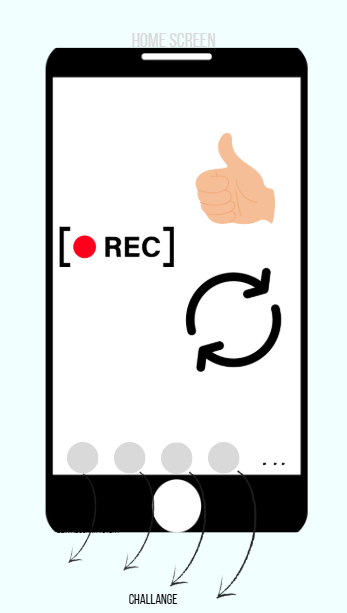 HOME SCREEN
[● REC]
...
CHALLANGE